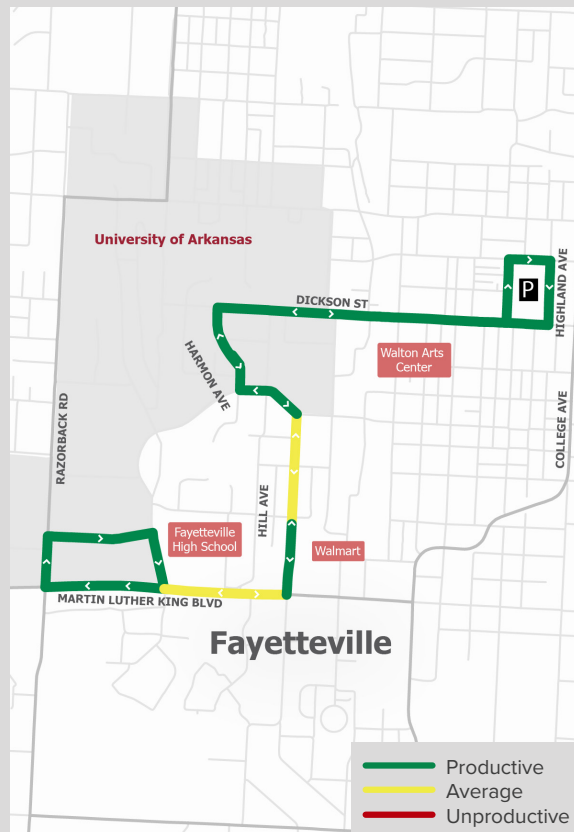 University of Arkansas
DICKSON ST
P
HIGHLAND AVE
Walton Arts
Center
HARMON AVE
RAZORBACK RD
COLLEGE AVE
HILL AVE
Fayetteville
High School
Walmart
MARTIN LUTHER KING BLVD
Fayetteville
Productive
Average
Unproductive